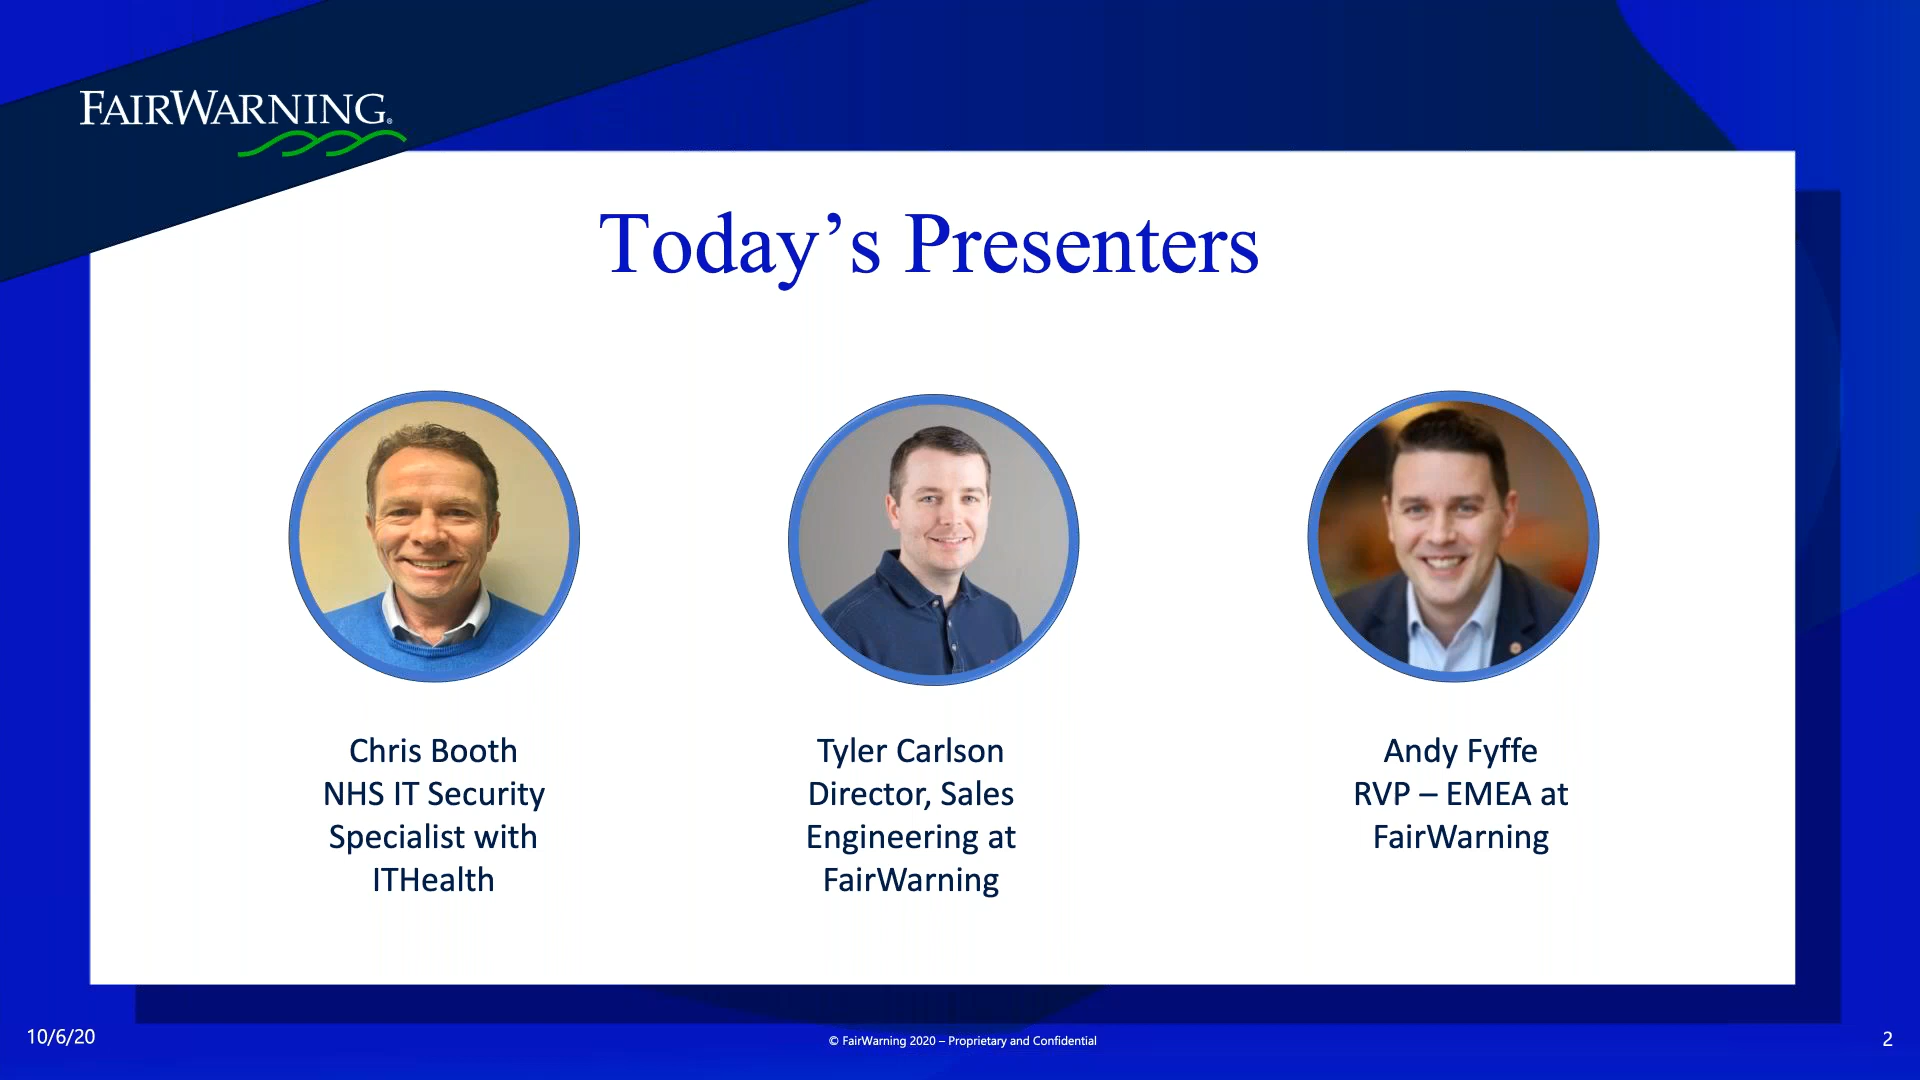 FAIRWARNING®
Today’s Presenters
Chris Booth
NHS IT Security
Specialist with
ITHealth
Tyler Carlson
Director, Sales
Engineering at
FairWarning
Andy Fyffe
RVP – EMEA at
FairWarning
10/6/20
© FairWarning 2020 – Proprietary and Confidential
2